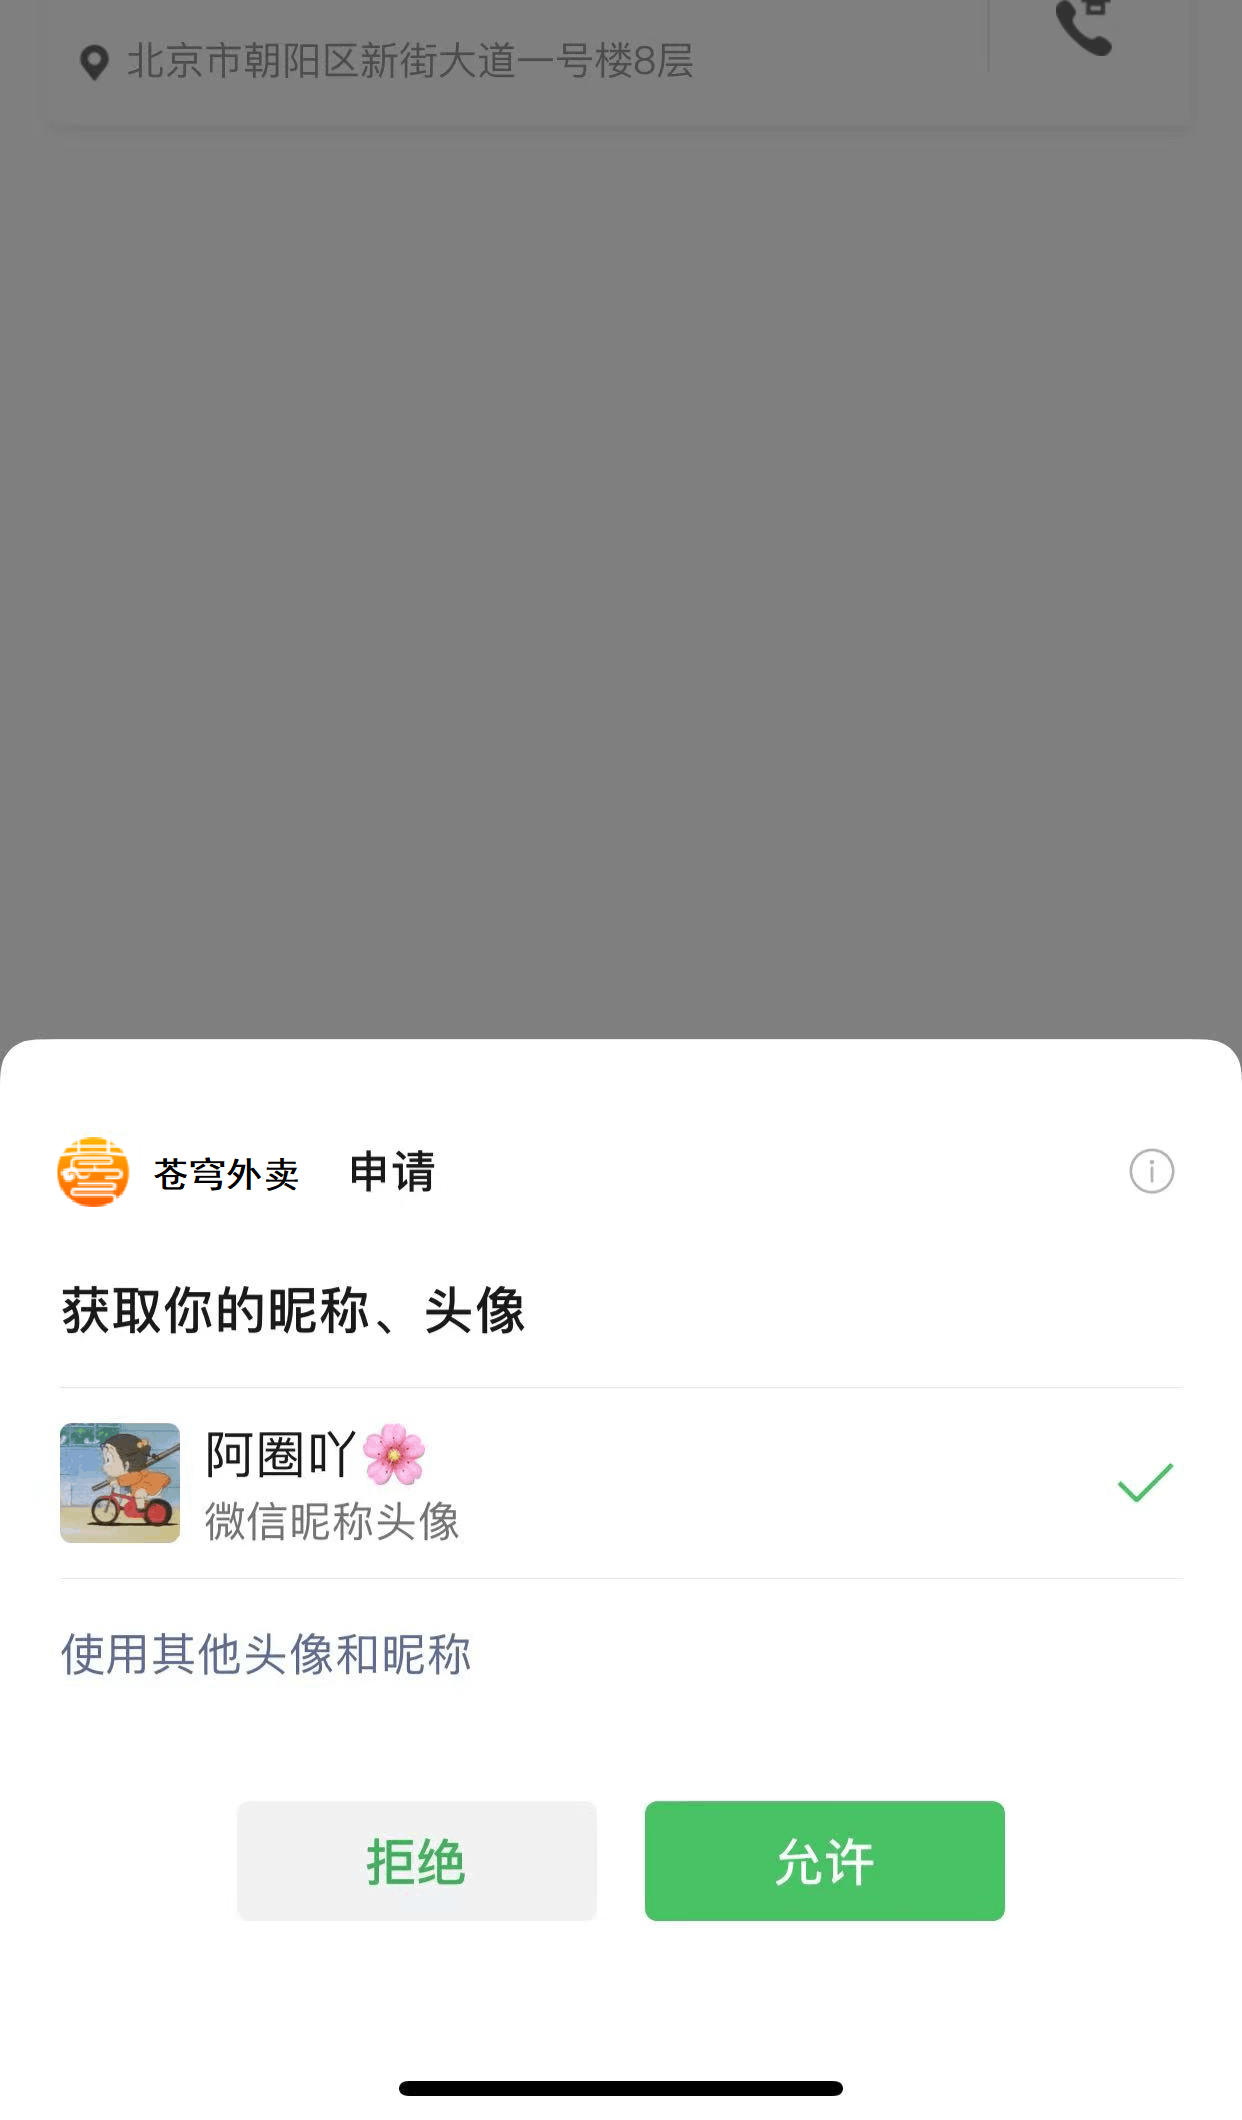 北京市朝阳区新街大道一号楼8层
苍穹外卖 申请
获取你的昵称、头像
阿圈吖🌸
微信昵称头像
使用其他头像和昵称
拒绝 允许